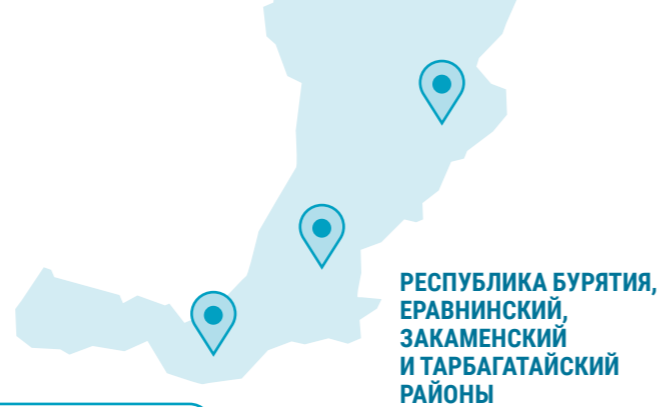 РЕСПУБЛИКА БУРЯТИЯ,
ЕРАВНИНСКИЙ,
ЗАКАМЕНСКИЙ
И ТАРБАГАТАЙСКИЙ
РАЙОНЫ